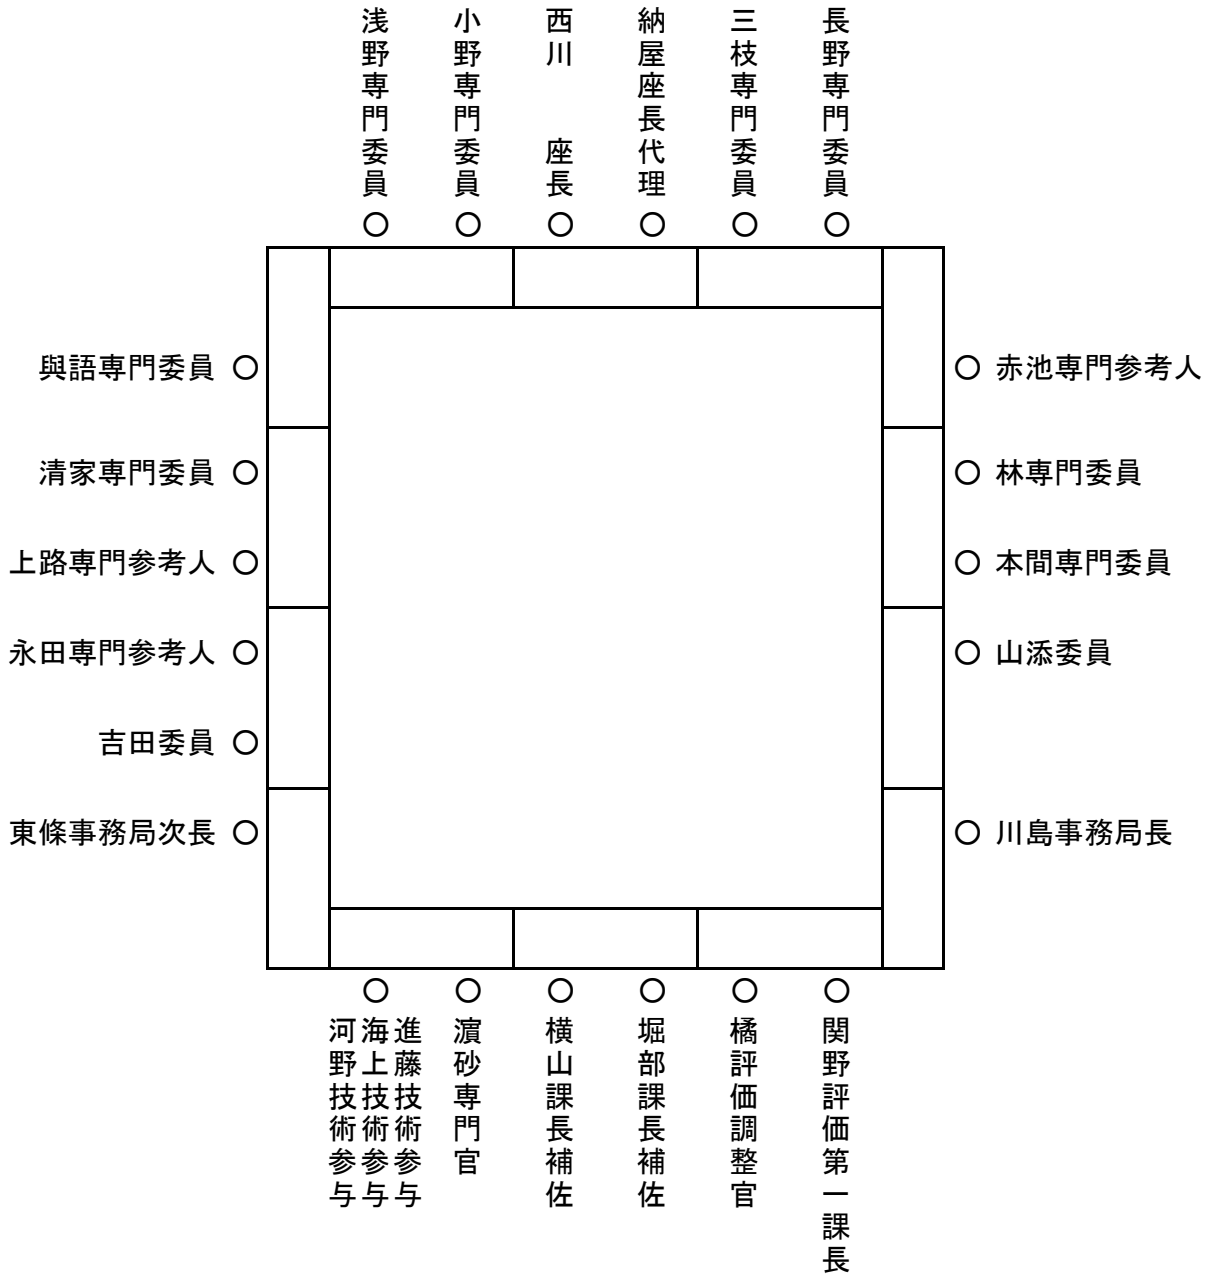 浅野専門委員
小野専門委員
西川　座長
納屋座長代理
三枝専門委員
長野専門委員
與語専門委員
清家専門委員
上路専門参考人
永田専門参考人
吉田委員
東條事務局次長
赤池専門参考人
林専門委員
本間専門委員
山添委員
川島事務局長
進藤技術参与
海上技術参与
河野技術参与
濵砂専門官
横山課長補佐
堀部課長補佐
橘評価調整官
関野評価第一課長